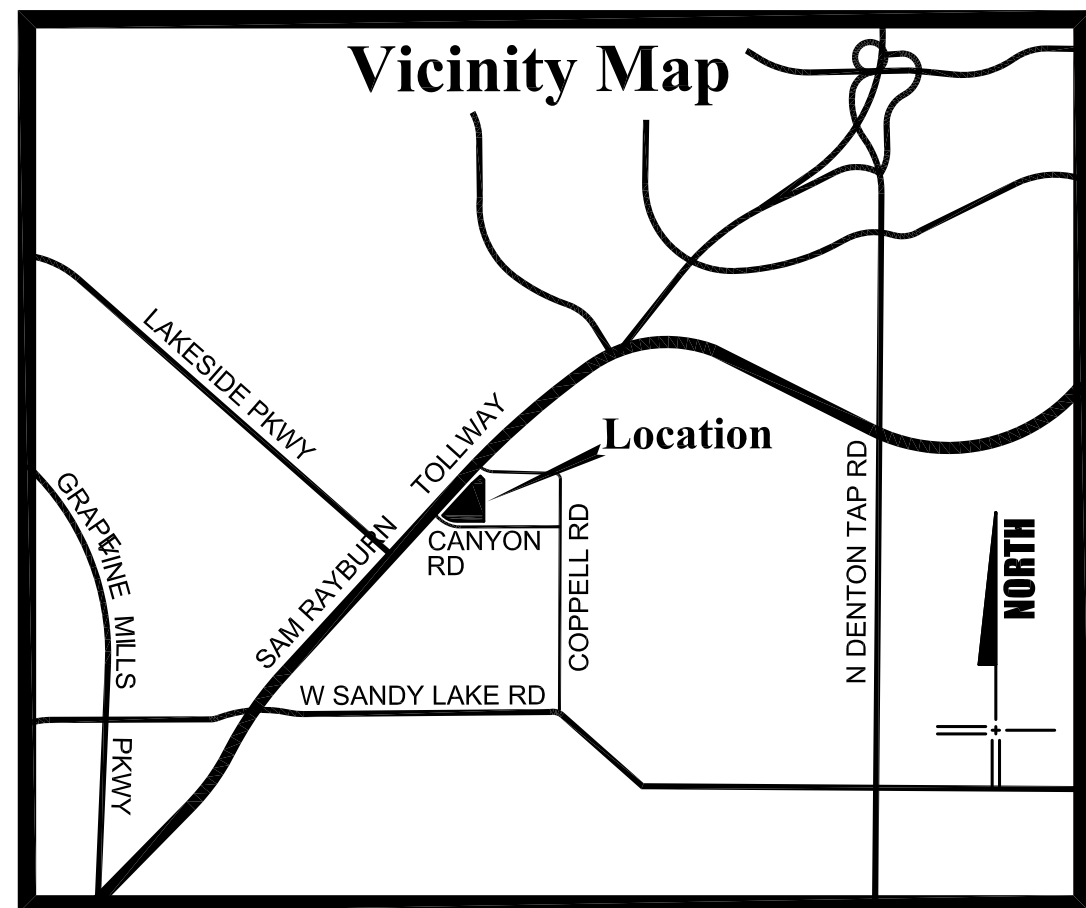 Vicinity Map
LAKESIDE PKWY
TOLLWAY
Location
GRAPEVINE MILLS
SAM RAYBURN
CANYON
RD
COPPELL RD
N DENTON TAP RD
NORTH
W SANDY LAKE RD
PKWY